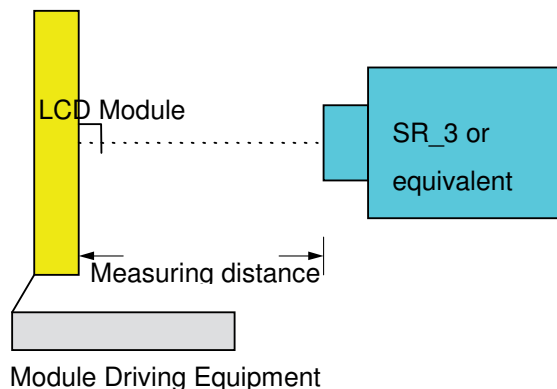 LCD Module
SR_3 or
equivalent
Measuring distance
Module Driving Equipment